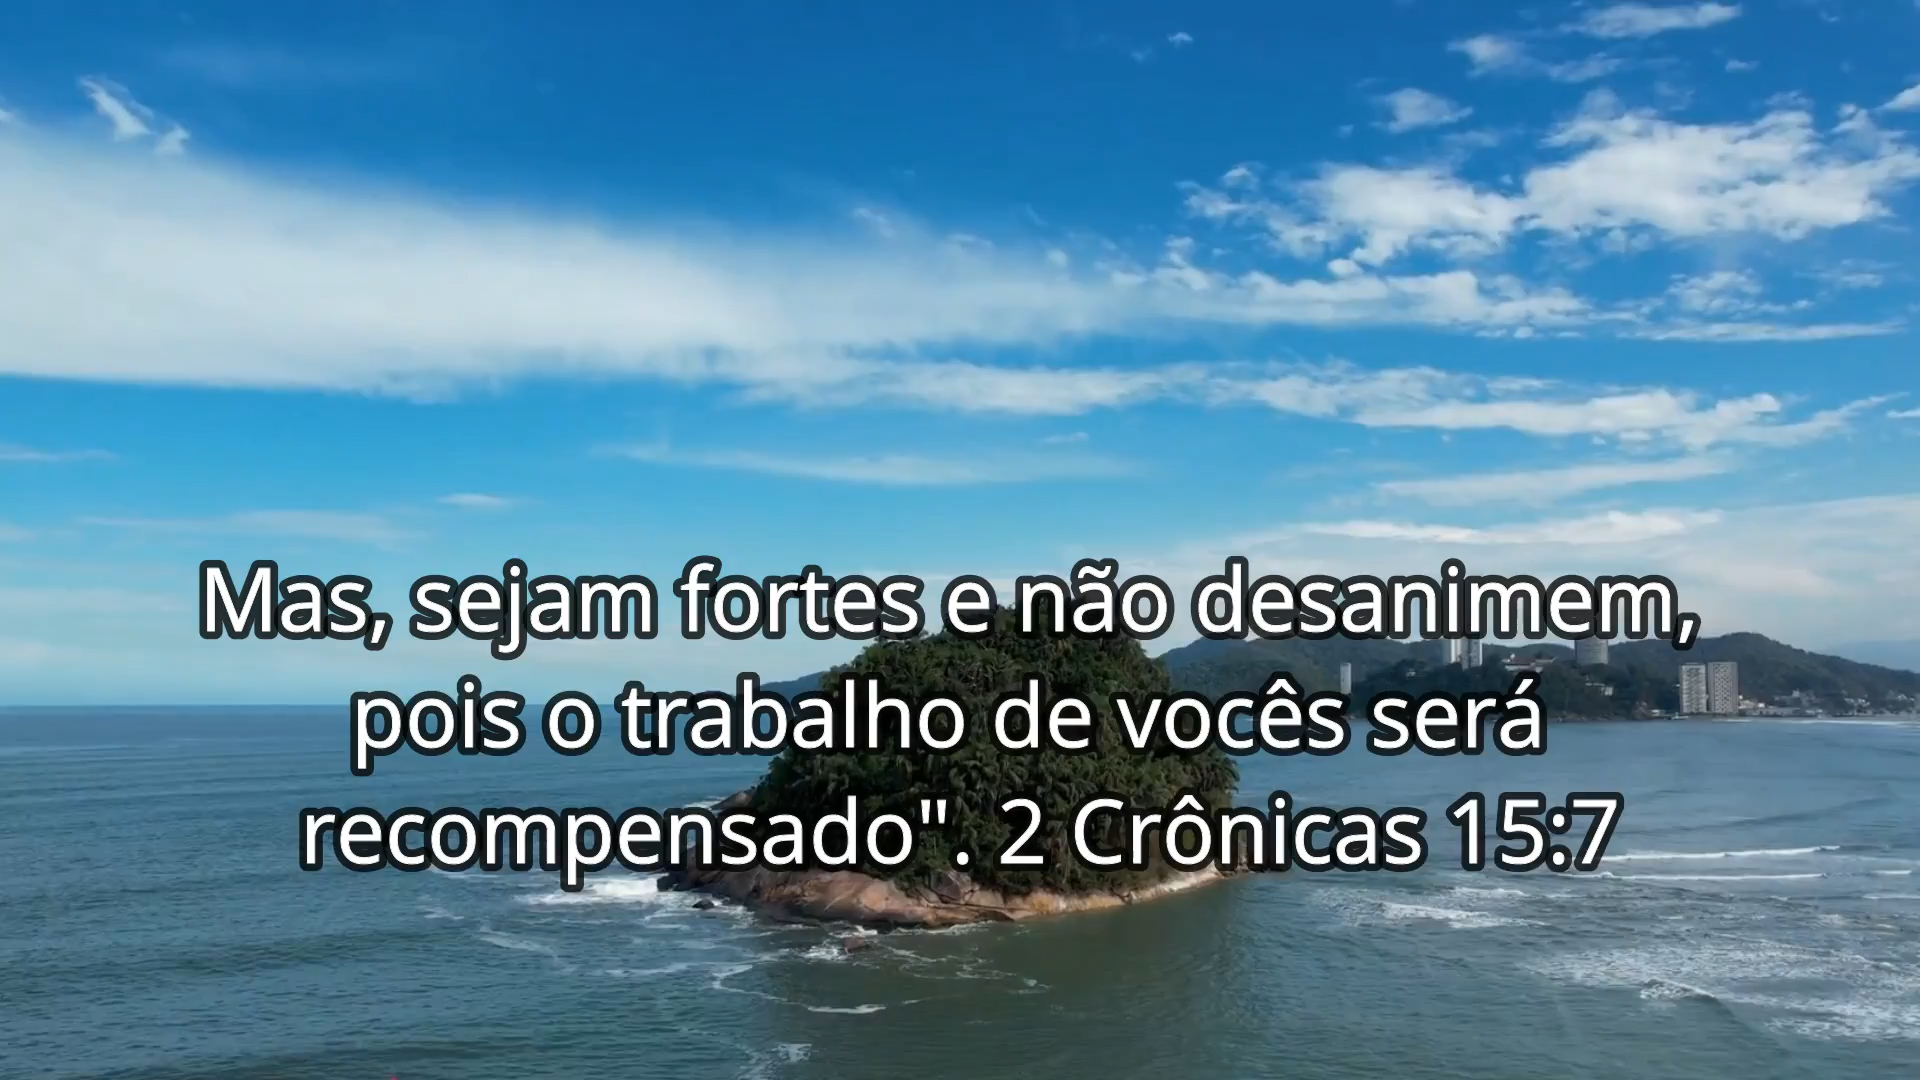 Mas, sejam fortes e não desanimem,
pois o trabalho de vocês será
recompensado". 2 Crônicas 15:7